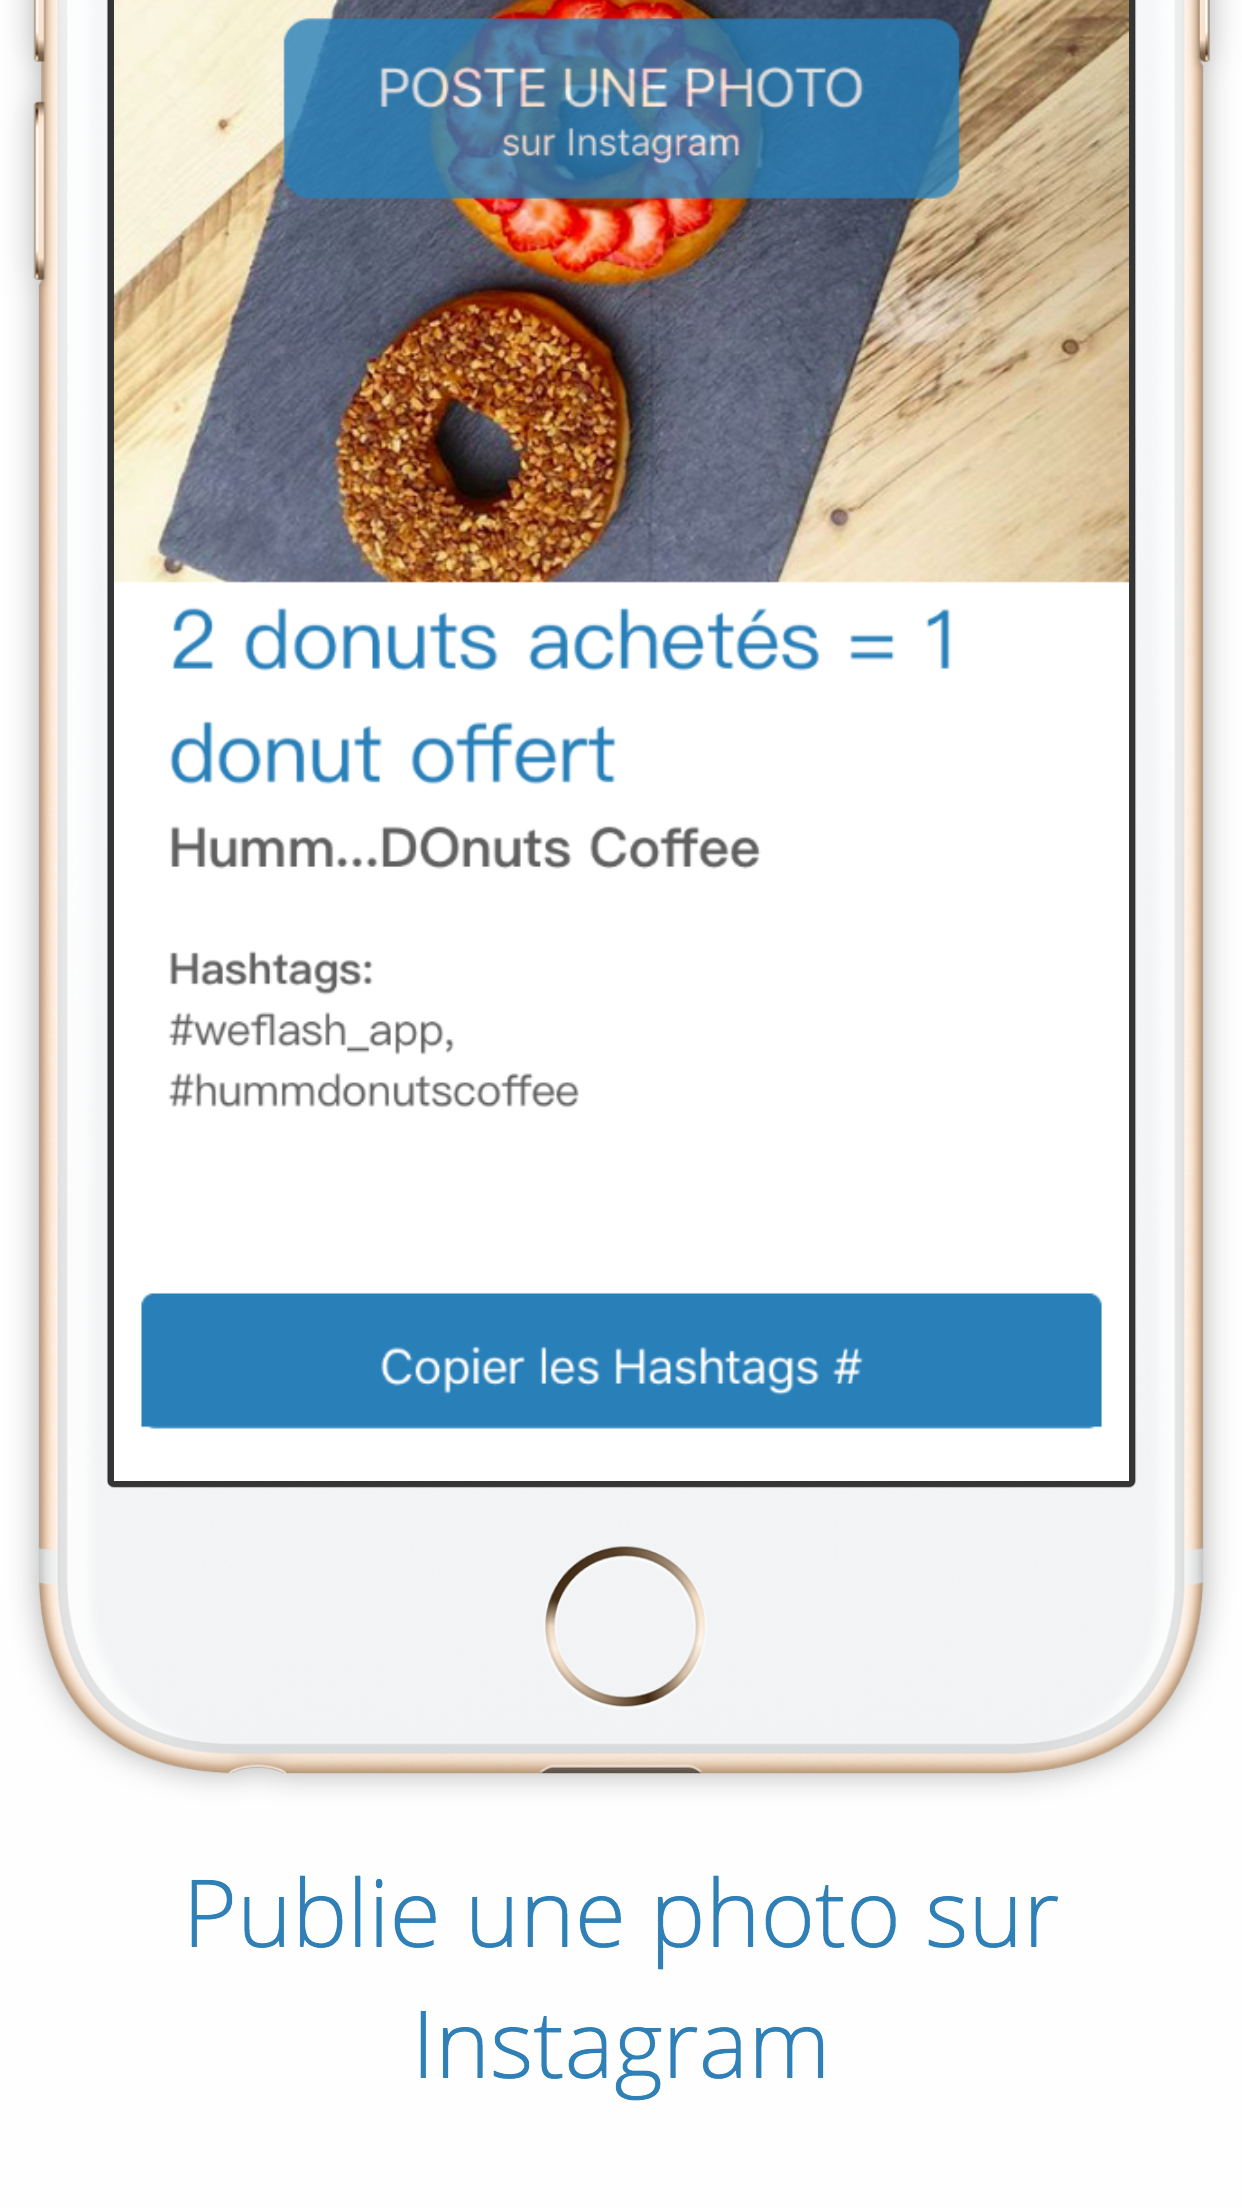 POSTE UNE PHOTO
sur Instagram
2 donuts achetés = 1
donut offert
Humm...DOnuts Coffee
Hashtags:
#weflash_app,
#hummdonutscoffee
Copier les Hashtags #
Publie une photo sur
Instagram